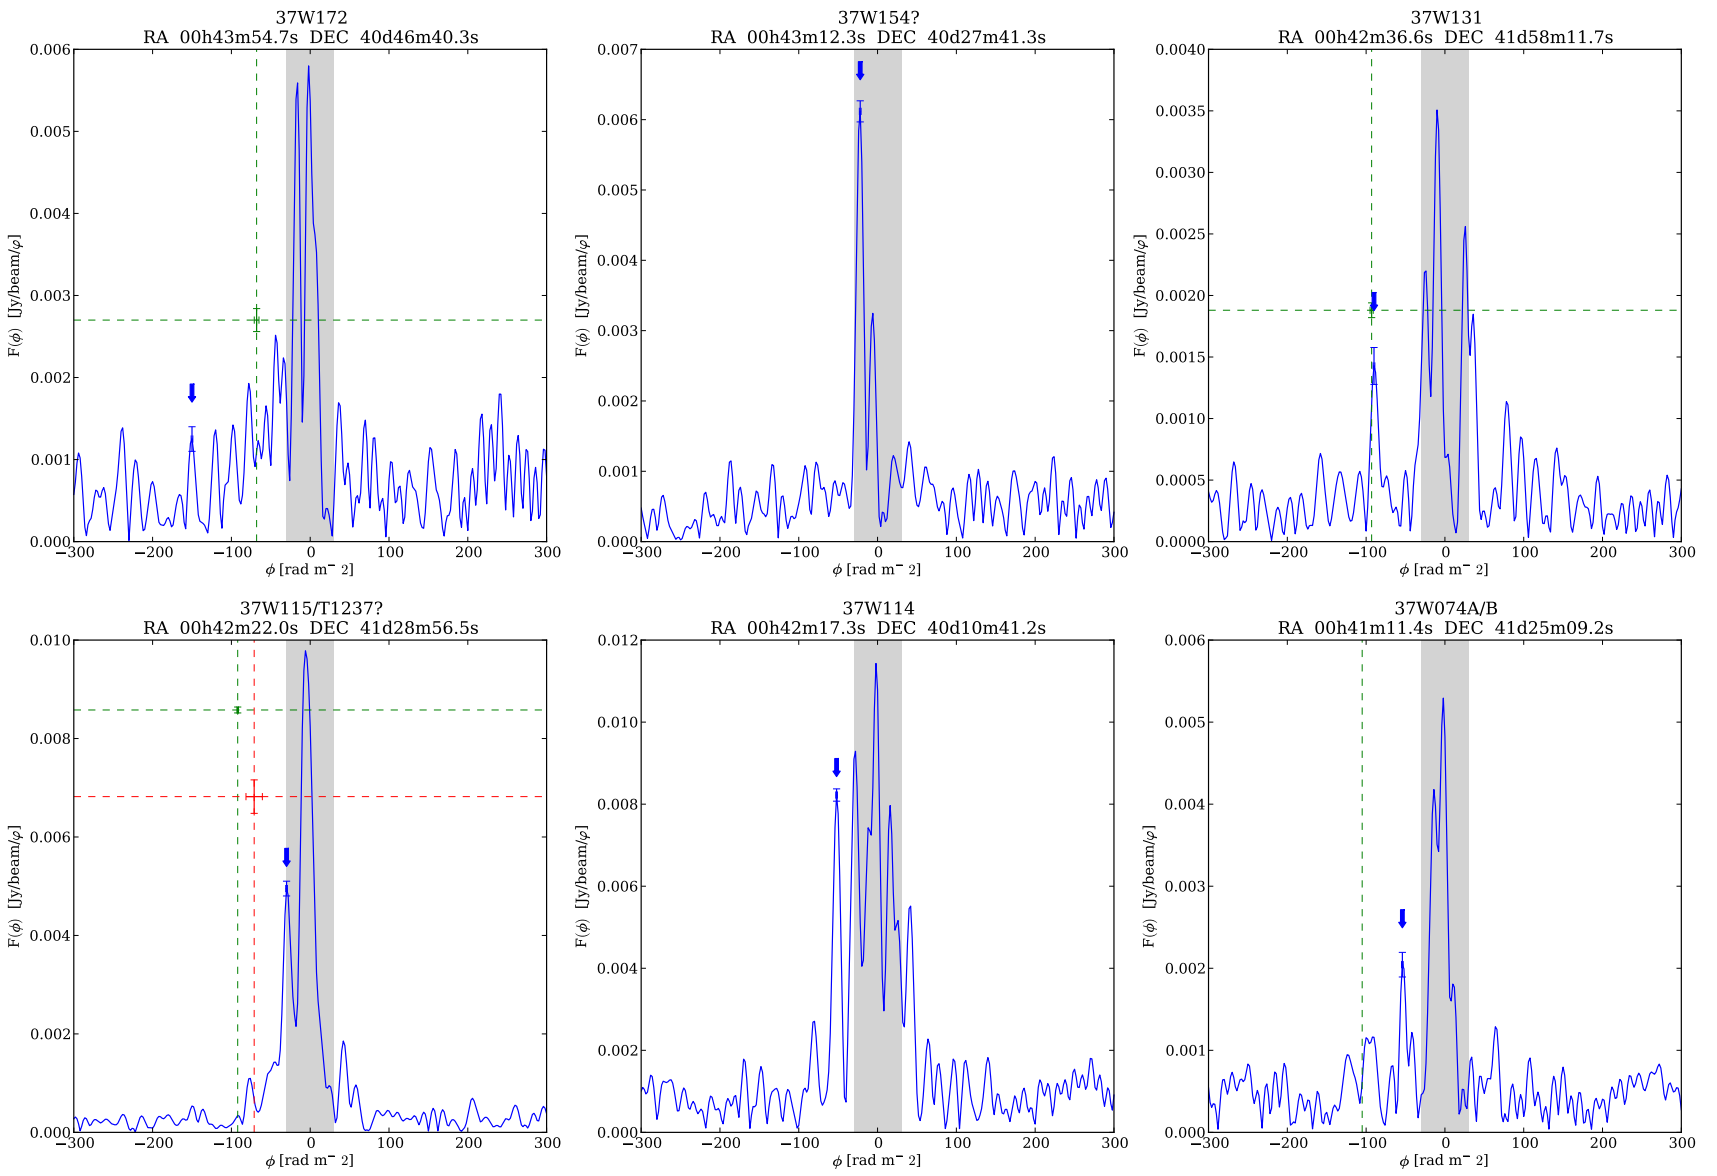 37W172
RA 00h43m54.7s DEC 40d46m40.3s
0.006
0.005
0.004
0.003
0.002
0.001
0.000
F(ϕ) [Jy/beam/φ]
−300 −200 −100 0 100 200 300
ϕ [rad m− 2]
37W154?
RA 00h43m12.3s DEC 40d27m41.3s
0.007
0.006
0.005
0.004
0.003
0.002
0.001
0.000
F(ϕ) [Jy/beam/φ]
−300 −200 −100 0 100 200 300
ϕ [rad m− 2]
37W131
RA 00h42m36.6s DEC 41d58m11.7s
0.0040
0.0035
0.0030
0.0025
0.0020
0.0015
0.0010
0.0005
0.0000
F(ϕ) [Jy/beam/φ]
−300 −200 −100 0 100 200 300
ϕ [rad m− 2]
37W115/T1237?
RA 00h42m22.0s DEC 41d28m56.5s
0.010
0.008
0.006
0.004
0.002
0.000
F(ϕ) [Jy/beam/φ]
−300 −200 −100 0 100 200 300
ϕ [rad m− 2]
37W114
RA 00h42m17.3s DEC 40d10m41.2s
0.012
0.010
0.008
0.006
0.004
0.002
0.000
F(ϕ) [Jy/beam/φ]
−300 −200 −100 0 100 200 300
ϕ [rad m− 2]
37W074A/B
RA 00h41m11.4s DEC 41d25m09.2s
0.006
0.005
0.004
0.003
0.002
0.001
0.000
F(ϕ) [Jy/beam/φ]
−300 −200 −100 0 100 200 300
ϕ [rad m− 2]